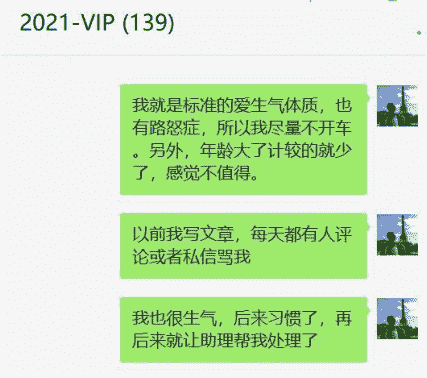 2021-VIP (139)
我就是标准的爱生气体质，也
有路怒症，所以我尽量不开车
。另外，年龄大了计较的就少
了，感觉不值得。
以前我写文章，每天都有人评
论或者私信骂我
我也很生气，后来习惯了，再
后来就让助理帮我处理了